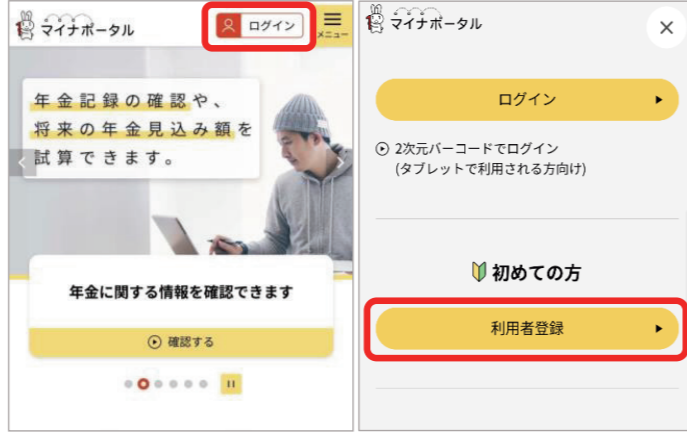 マイナポータル
ログイン
メニュー
年金記録の確認や、
将来の年金見込み額を
試算できます。
年金に関する情報を確認できます
確認する
マイナポータル
ログイン
2次元バーコードでログイン
(タブレットで利用される方向け)
初めての方
利用者登録